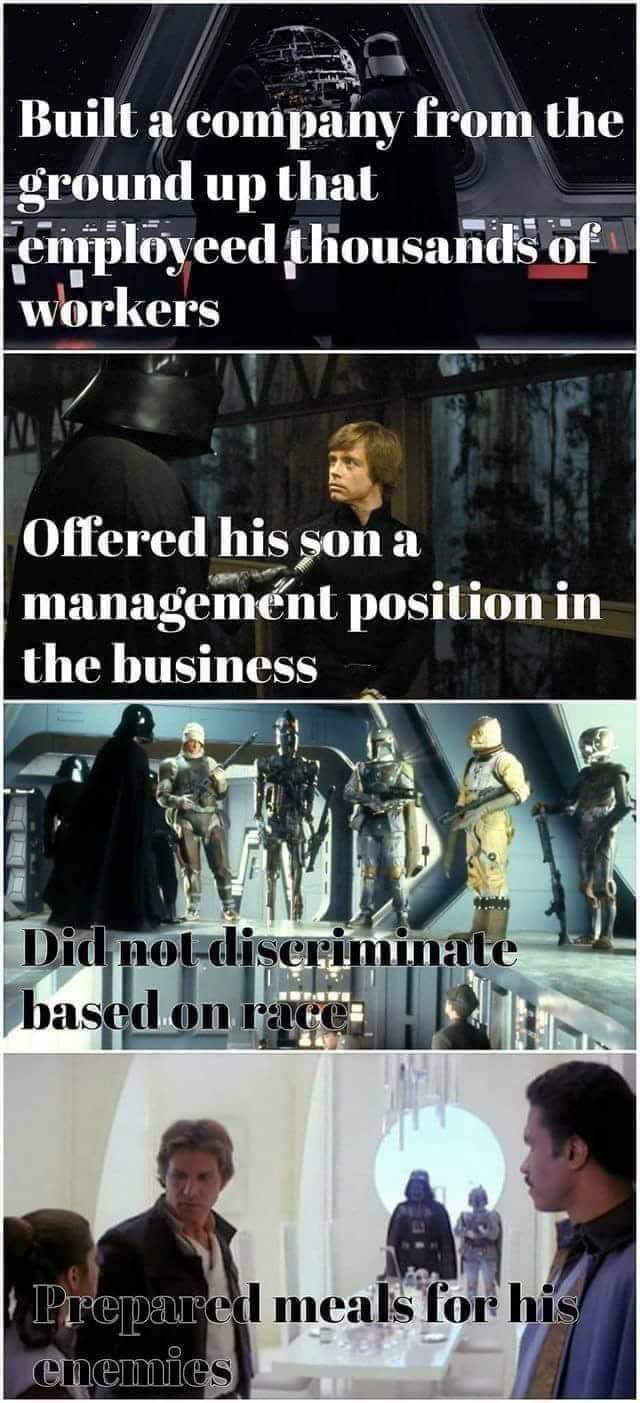 Built a company from the
ground up that
employeed thousands of
workers
Offered his son a
management position in
the business
Did not discriminate
based on race
Prepared meals for his
enemies